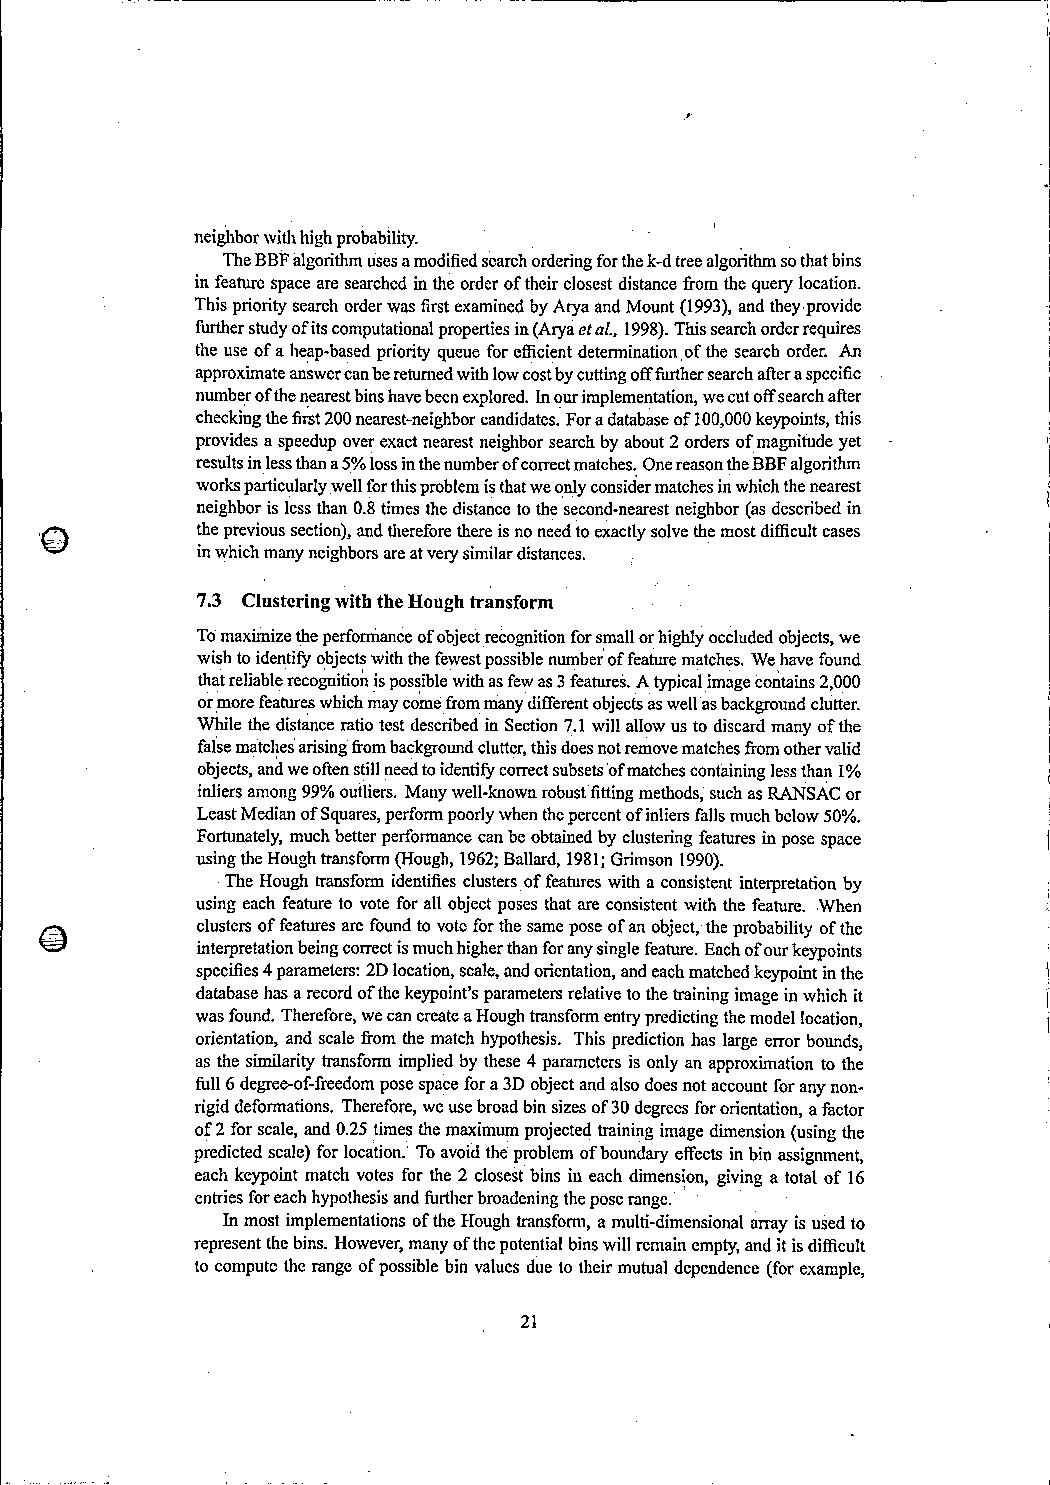 neighbor with high probability.
The BBF algorithm uses a modified search ordering for the k-d tree algorithm so that bins
in feature space are searched in the order of their closest distance from the query location.
This priority search order was first examined by Arya and Mount (1993), and they provide
further study of its computational properties in (Arya et al., 1998). This search order requires
the use of a heap-based priority queue for efficient determination of the search order. An
approximate answer can be returned with low cost by cutting off further search after a specific
number of the nearest bins have been explored. In our implementation, we cut off search after
checking the first 200 nearest-neighbor candidates. For a database of 100,000 keypoints, this
provides a speedup over exact nearest neighbor search by about 2 orders of magnitude yet
results in less than a 5% loss in the number of correct matches. One reason the BBF algorithm
works particularly well for this problem is that we only consider matches in which the nearest
neighbor is less than 0.8 times the distance to the second-nearest neighbor (as described in
the previous section), and therefore there is no need to exactly solve the most difficult cases
in which many neighbors are at very similar distances.
7.3 Clustering with the Hough transform
To maximize the performance of object recognition for small or highly occluded objects, we
wish to identify objects with the fewest possible number of feature matches. We have found
that reliable recognition is possible with as few as 3 features. A typical image contains 2,000
or more features which may come from many different objects as well as background clutter.
While the distance ratio test described in Section 7.1 will allow us to discard many of the
false matches arising from background clutter, this does not remove matches from other valid
objects, and we often still need to identify correct subsets of matches containing less than 1%
inliers among 99% outliers. Many well-known robust fitting methods, such as RANSAC or
Least Median of Squares, perform poorly when the percent of inliers falls much below 50%.
Fortunately, much better performance can be obtained by clustering features in pose space
using the Hough transform (Hough, 1962; Ballard, 1981; Grimson 1990).
The Hough transform identifies clusters of features with a consistent interpretation by
using each feature to vote for all object poses that are consistent with the feature. When
clusters of features are found to vote for the same pose of an object, the probability of the
interpretation being correct is much higher than for any single feature. Each of our keypoints
specifies 4 parameters: 2D location, scale, and orientation, and each matched keypoint in the
database has a record of the keypoint's parameters relative to the training image in which it
was found. Therefore, we can create a Hough transform entry predicting the model location,
orientation, and scale from the match hypothesis. This prediction has large error bounds,
as the similarity transform implied by these 4 parameters is only an approximation to the
full 6 degree-of-freedom pose space for a 3D object and also does not account for any non-
rigid deformations. Therefore, we use broad bin sizes of 30 degrees for orientation, a factor
of 2 for scale, and 0.25 times the maximum projected training image dimension (using the
predicted scale) for location. To avoid the problem of boundary effects in bin assignment,
each keypoint match votes for the 2 closest bins in each dimension, giving a total of 16
entries for each hypothesis and further broadening the pose range.
In most implementations of the Hough transform, a multi-dimensional array is used to
represent the bins. However, many of the potential bins will remain empty, and it is difficult
to compute the range of possible bin values due to their mutual dependence (for example,
21